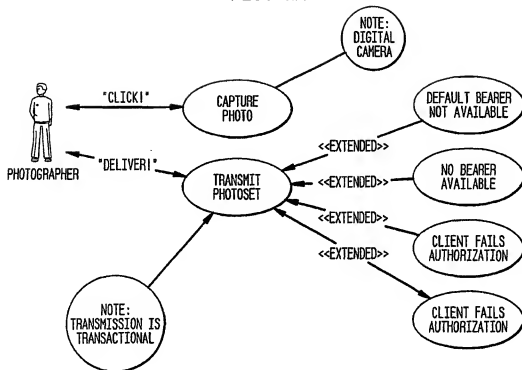 NOTE:
DIGITAL
CAMERA
"CLICK!"
CAPTURE
PHOTO
DEFAULT BEARER
NOT AVAILABLE
<<EXTENDED>>
"DELIVER!"
PHOTOGRAPHER
TRANSMIT
PHOTOSET
<<EXTENDED>>
NO BEARER
AVAILABLE
<<EXTENDED>>
CLIENT FAILS
AUTHORIZATION
<<EXTENDED>>
NOTE:
TRANSMISSION IS
TRANSACTIONAL
CLIENT FAILS
AUTHORIZATION